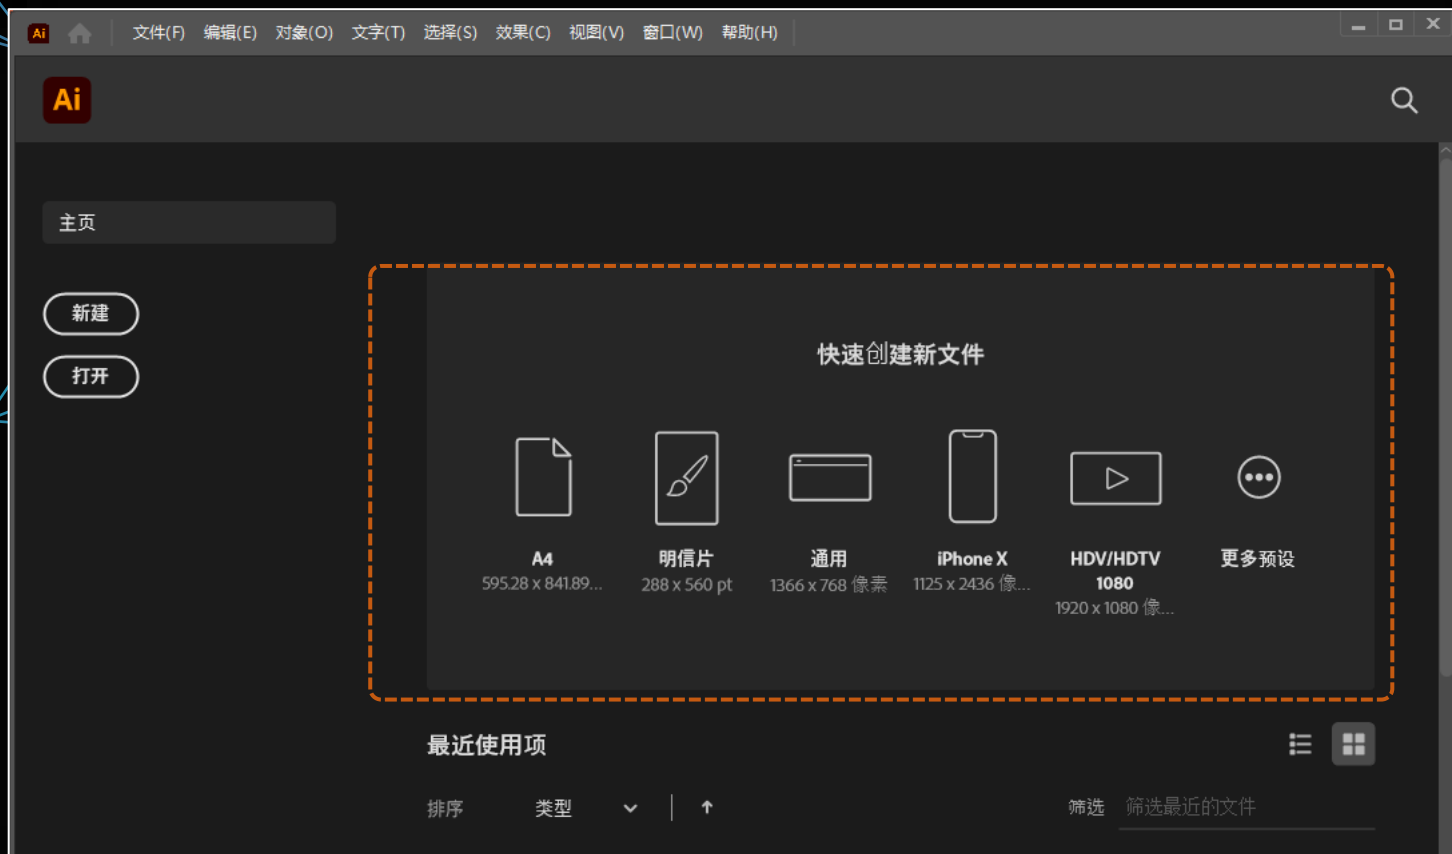 Ai 文件(F) 编辑(E) 对象(O) 文字(T) 选择(S) 效果(C) 视图(V) 窗口(W) 帮助(H)
Ai
主页
新建
打开
快速创建新文件
A4
595.28 x 841.89...
明信片
288 x 560 pt
通用
1366 x 768 像素
iPhone X
1125 x 2436 像...
HDV/HDTV
1080
1920 x 1080 像...
更多预设
最近使用项
排序 类型 筛选 筛选最近的文件